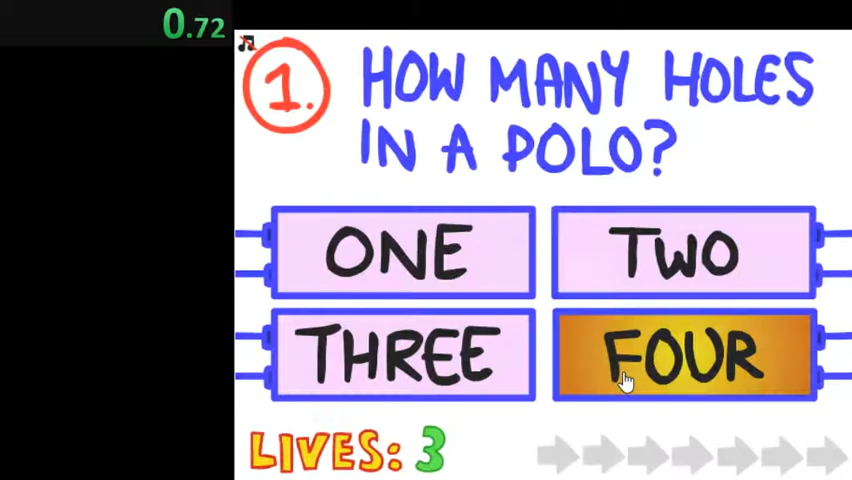 0.72
1. HOW MANY HOLES
IN A POLO?
ONE TWO
THREE FOUR
LIVES: 3